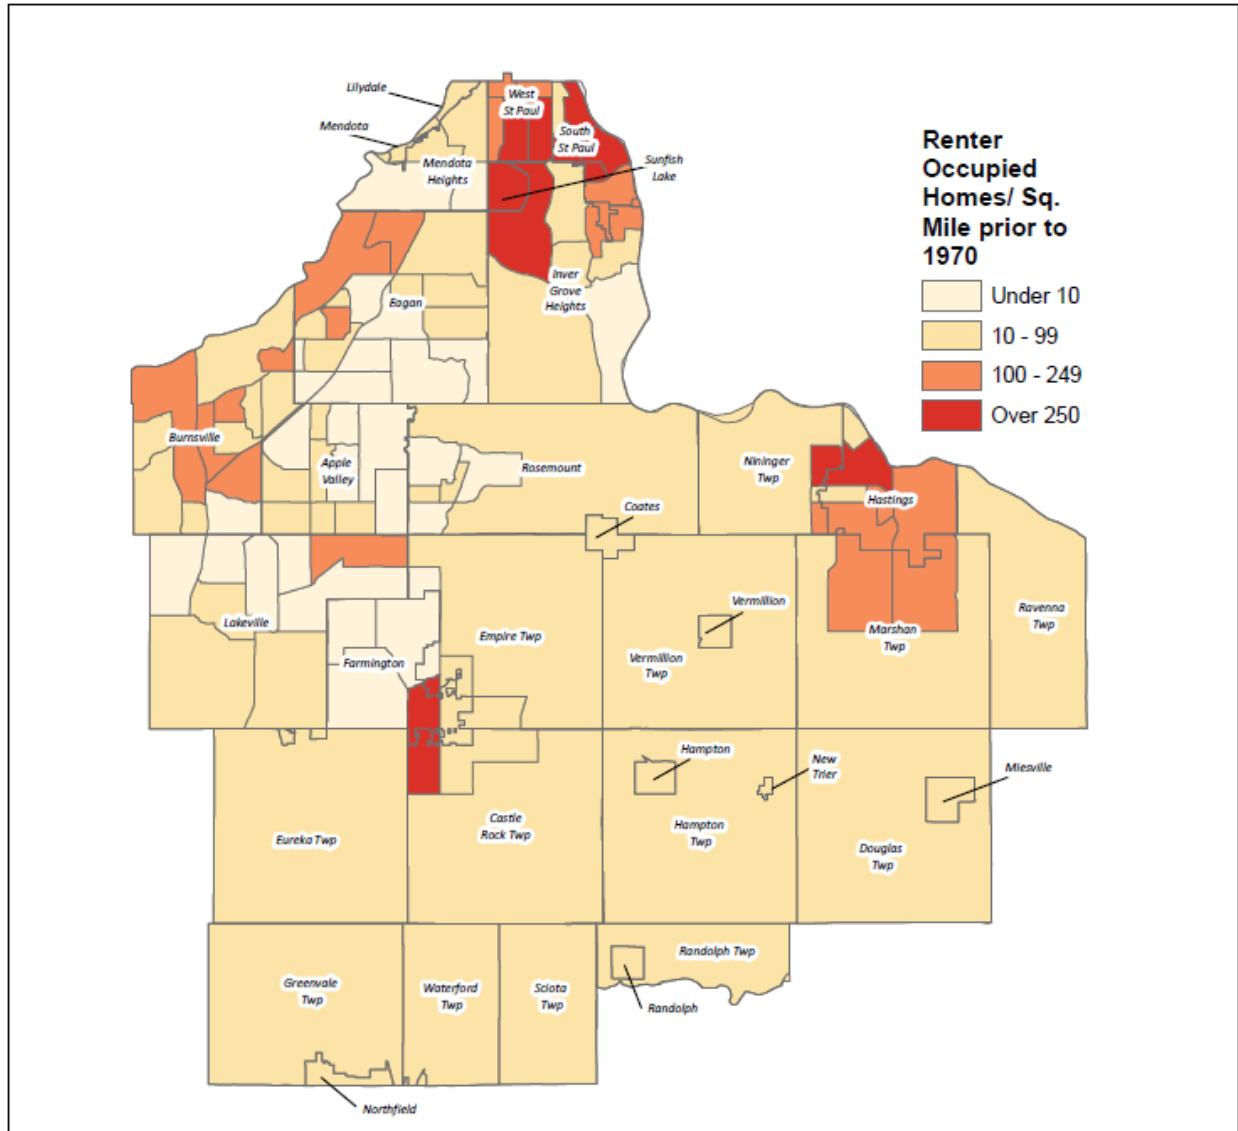 Lilydale
West
St Paul
Mendota
South
St Paul
Mendota
Heights
Sunfish
Lake
Renter
Occupied
Homes/ Sq.
Mile prior to
1970
Under 10
10 - 99
100 - 249
Over 250
Inver
Grove
Heights
Eagan
Burnsville
Apple
Valley
Rosemount
Nininger
Twp
Coates
Hastings
Vermillion
Ravenna
Twp
Lakeville
Farmington
Empire Twp
Vermillion
Twp
Marshan
Twp
Hampton
New
Trier
Miesville
Eureka Twp
Castle
Rock Twp
Hampton
Twp
Douglas
Twp
Randolph Twp
Greenvale
Twp
Waterford
Twp
Sciota
Twp
Randolph
Northfield